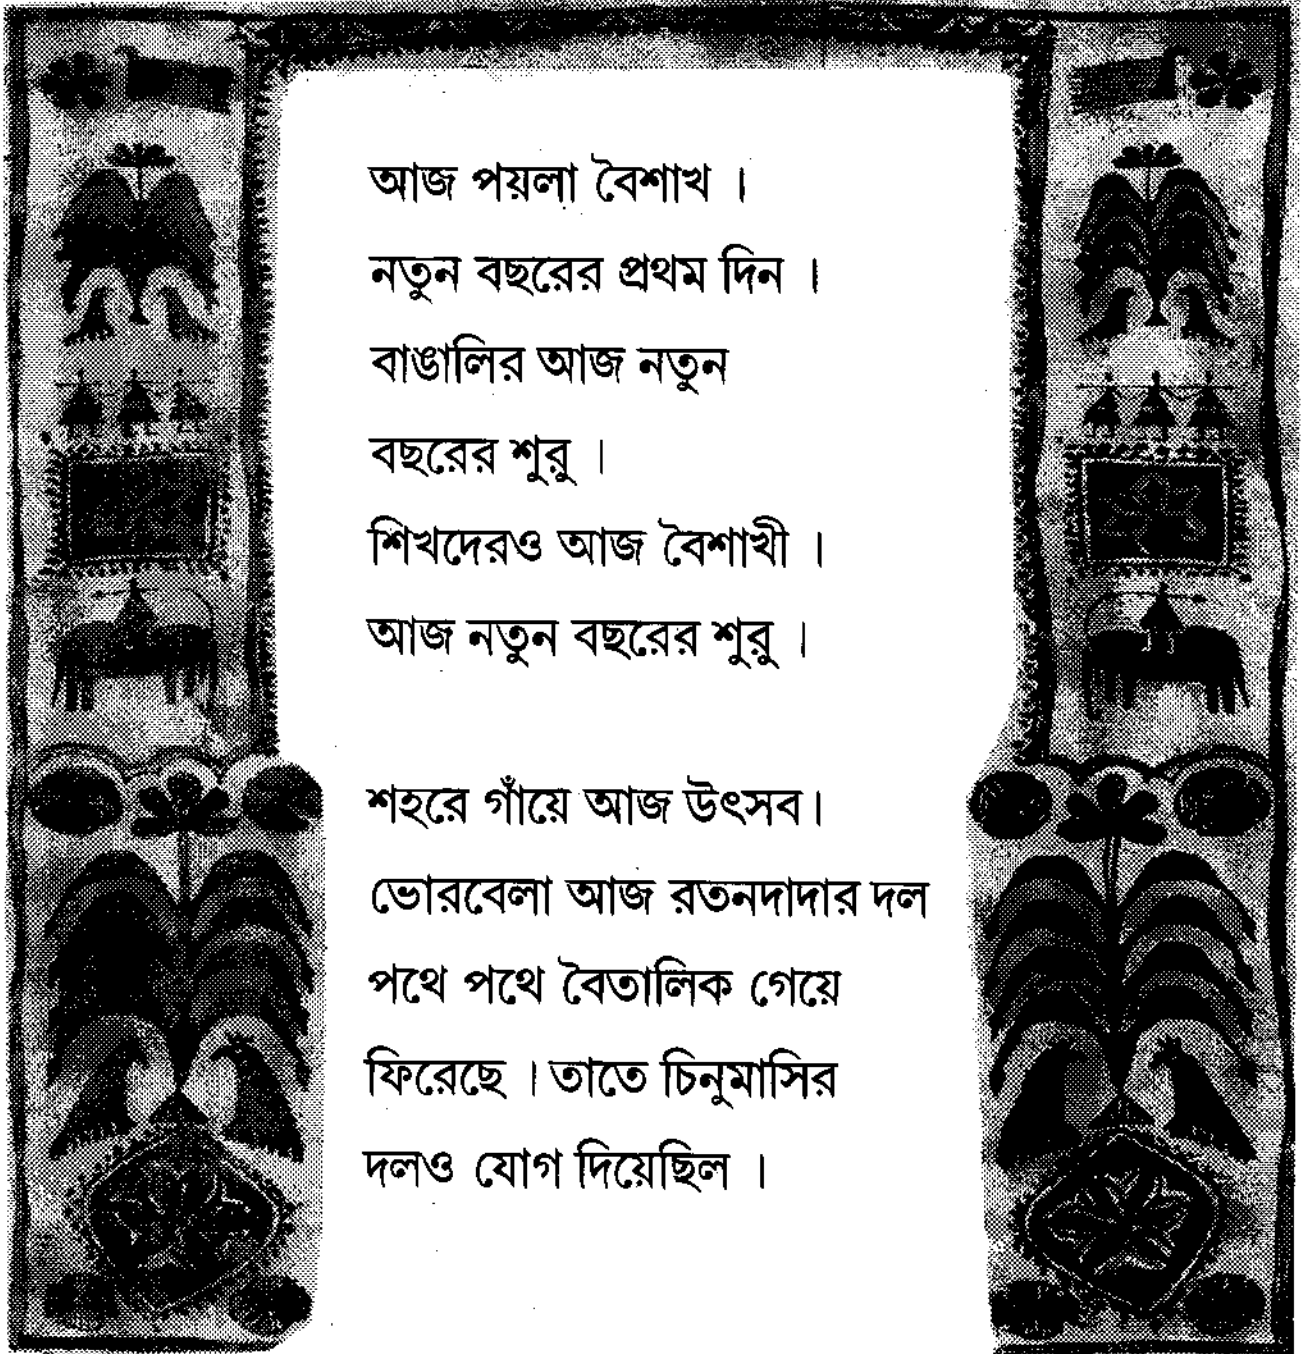 আজ পয়লা বৈশাখ ।
নতুন বছরের প্রথম দিন ।
বাঙালির আজ নতুন
বছরের শুরু ।
শিখদেরও আজ বৈশাখী ।
আজ নতুন বছরের শুরু ।
শহরে গাঁয়ে আজ উৎসব।
ভোরবেলা আজ রতনদাদার দল
পথে পথে বৈতালিক গেয়ে
ফিরেছে । তাতে চিনুমাসির
দলও যোগ দিয়েছিল ।